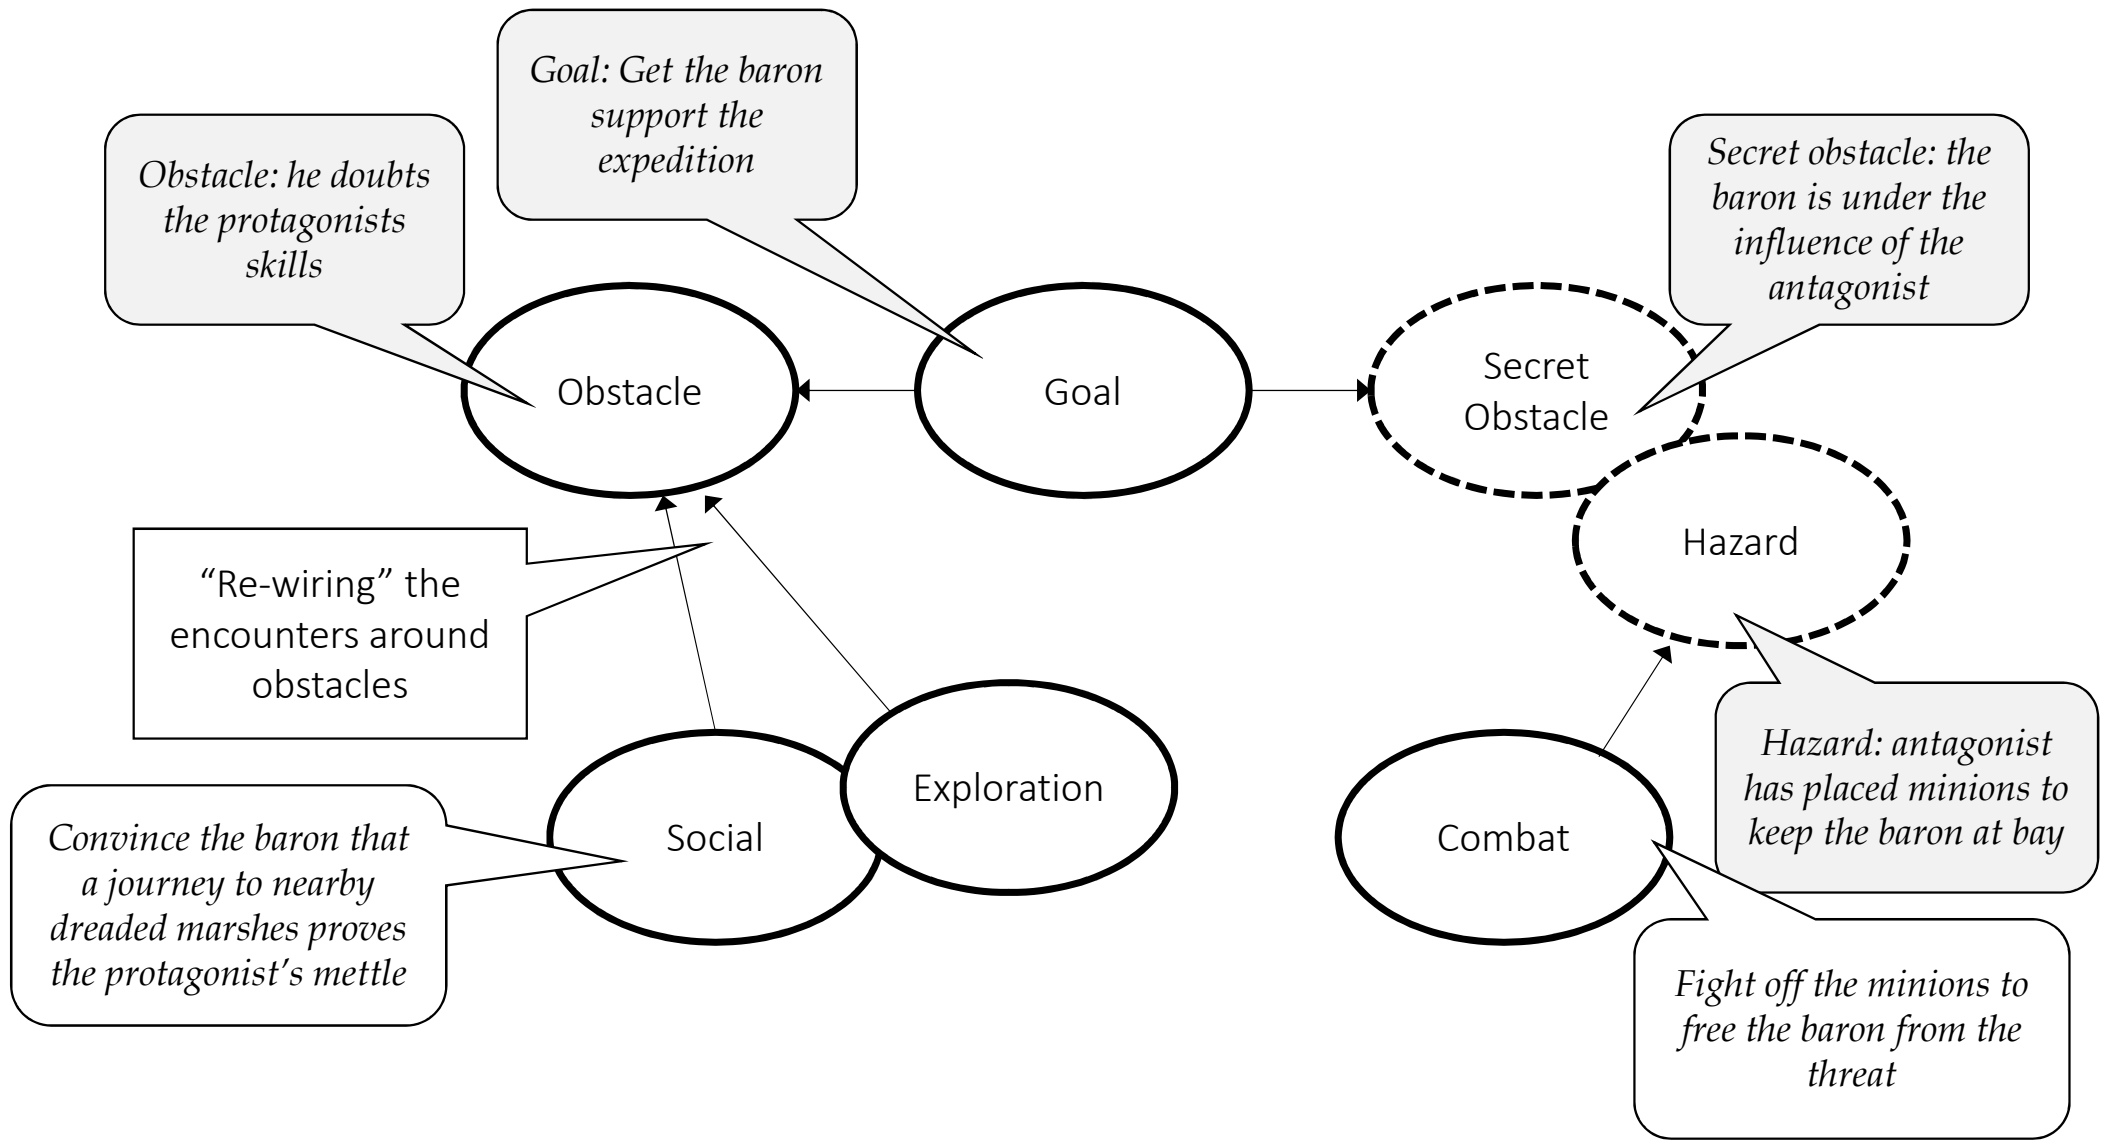 Goal: Get the baron
support the
expedition
Obstacle: he doubts
the protagonists
skills
Secret obstacle: the
baron is under the
influence of the
antagonist
Obstacle
Goal
Secret
Obstacle
Hazard
“Re-wiring” the
encounters around
obstacles
Social
Exploration
Combat
Hazard: antagonist
has placed minions to
keep the baron at bay
Convince the baron that
a journey to nearby
dreaded marshes proves
the protagonist’s mettle
Fight off the minions to
free the baron from the
threat